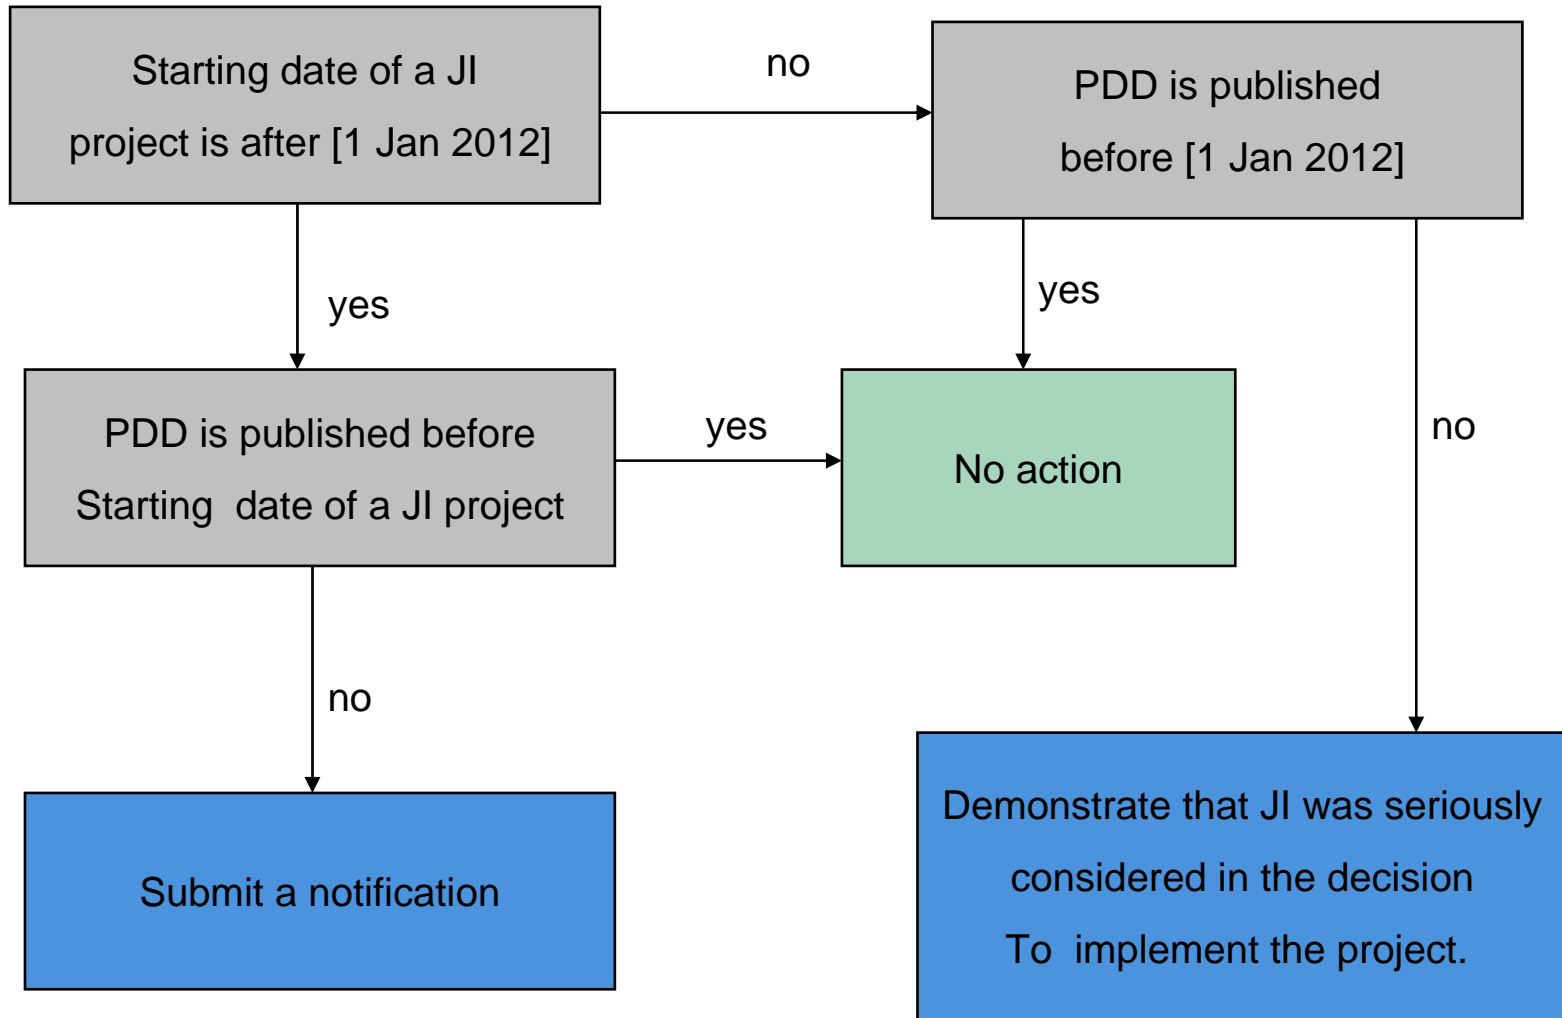 Starting date of a JI
project is after [1 Jan 2012]
no
PDD is published
before [1 Jan 2012]
yes
yes
PDD is published before
Starting  date of a JI project
yes
No action
no
no
Submit a notification
Demonstrate that JI was seriously
considered in the decision
To  implement the project.